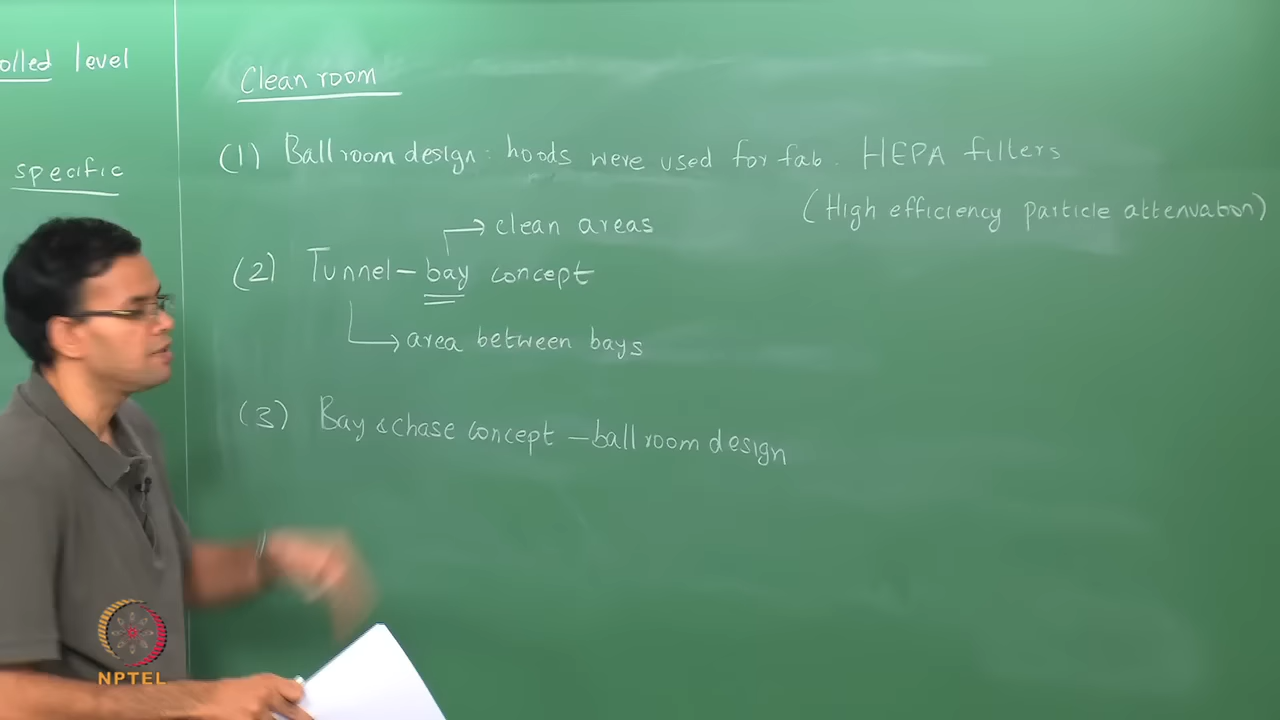 olled level
specific
Clean room
(1) Ballroom design: hoods were used for fab. HEPA filters
(High efficiency particle attenuation)
clean areas
(2) Tunnel-bay concept
area between bays
(3) Bay & chase concept - ballroom design
NPTEL